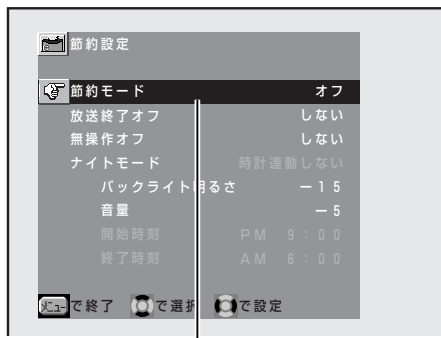 節約設定
節約モード オフ
放送終了オフ しない
無操作オフ しない
ナイトモード 時計連動しない
バックライト明るさ －15
音量 －5
開始時刻 PM 9：00
終了時刻 AM 6：00
メニューで終了 で選択 で設定